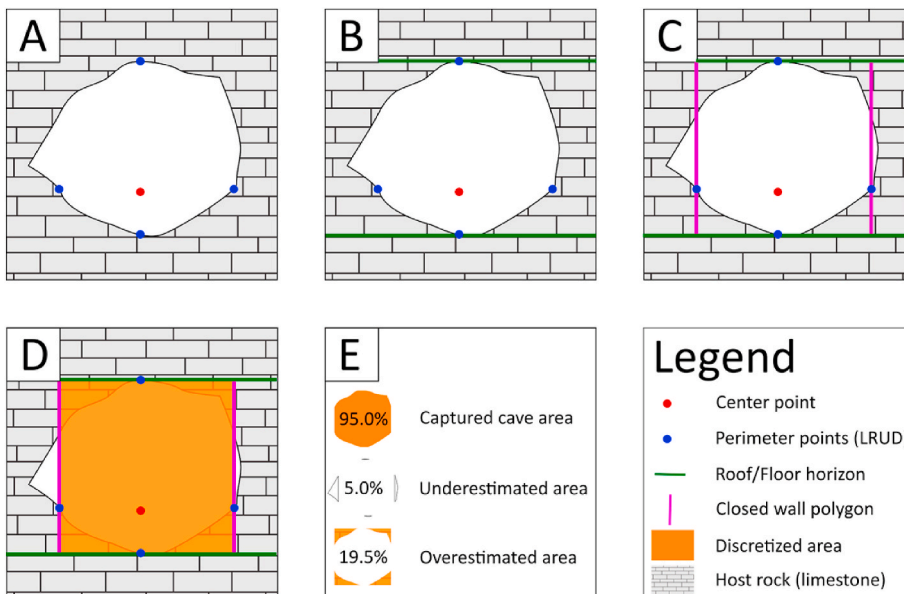 A
B
C
D
E
95.0%
Captured cave area
5.0%
Underestimated area
19.5%
Overestimated area
Legend
Center point
Perimeter points (LRUD
Roof/Floor horizon
Closed wall polygon
Discretized area
Host rock (limestone)